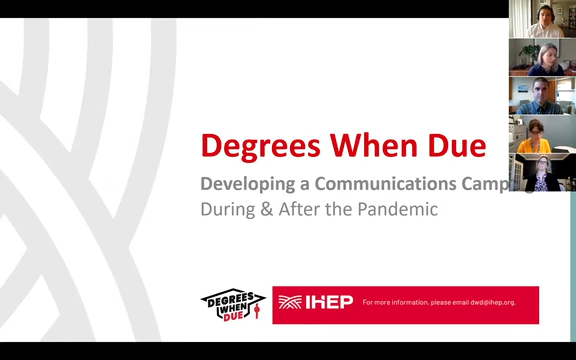 Degrees When Due
Developing a Communications
During & After the Pandemic
DEGREES
WHEN
DUE
IHEP
For more information, please email dwd@ihep.org.